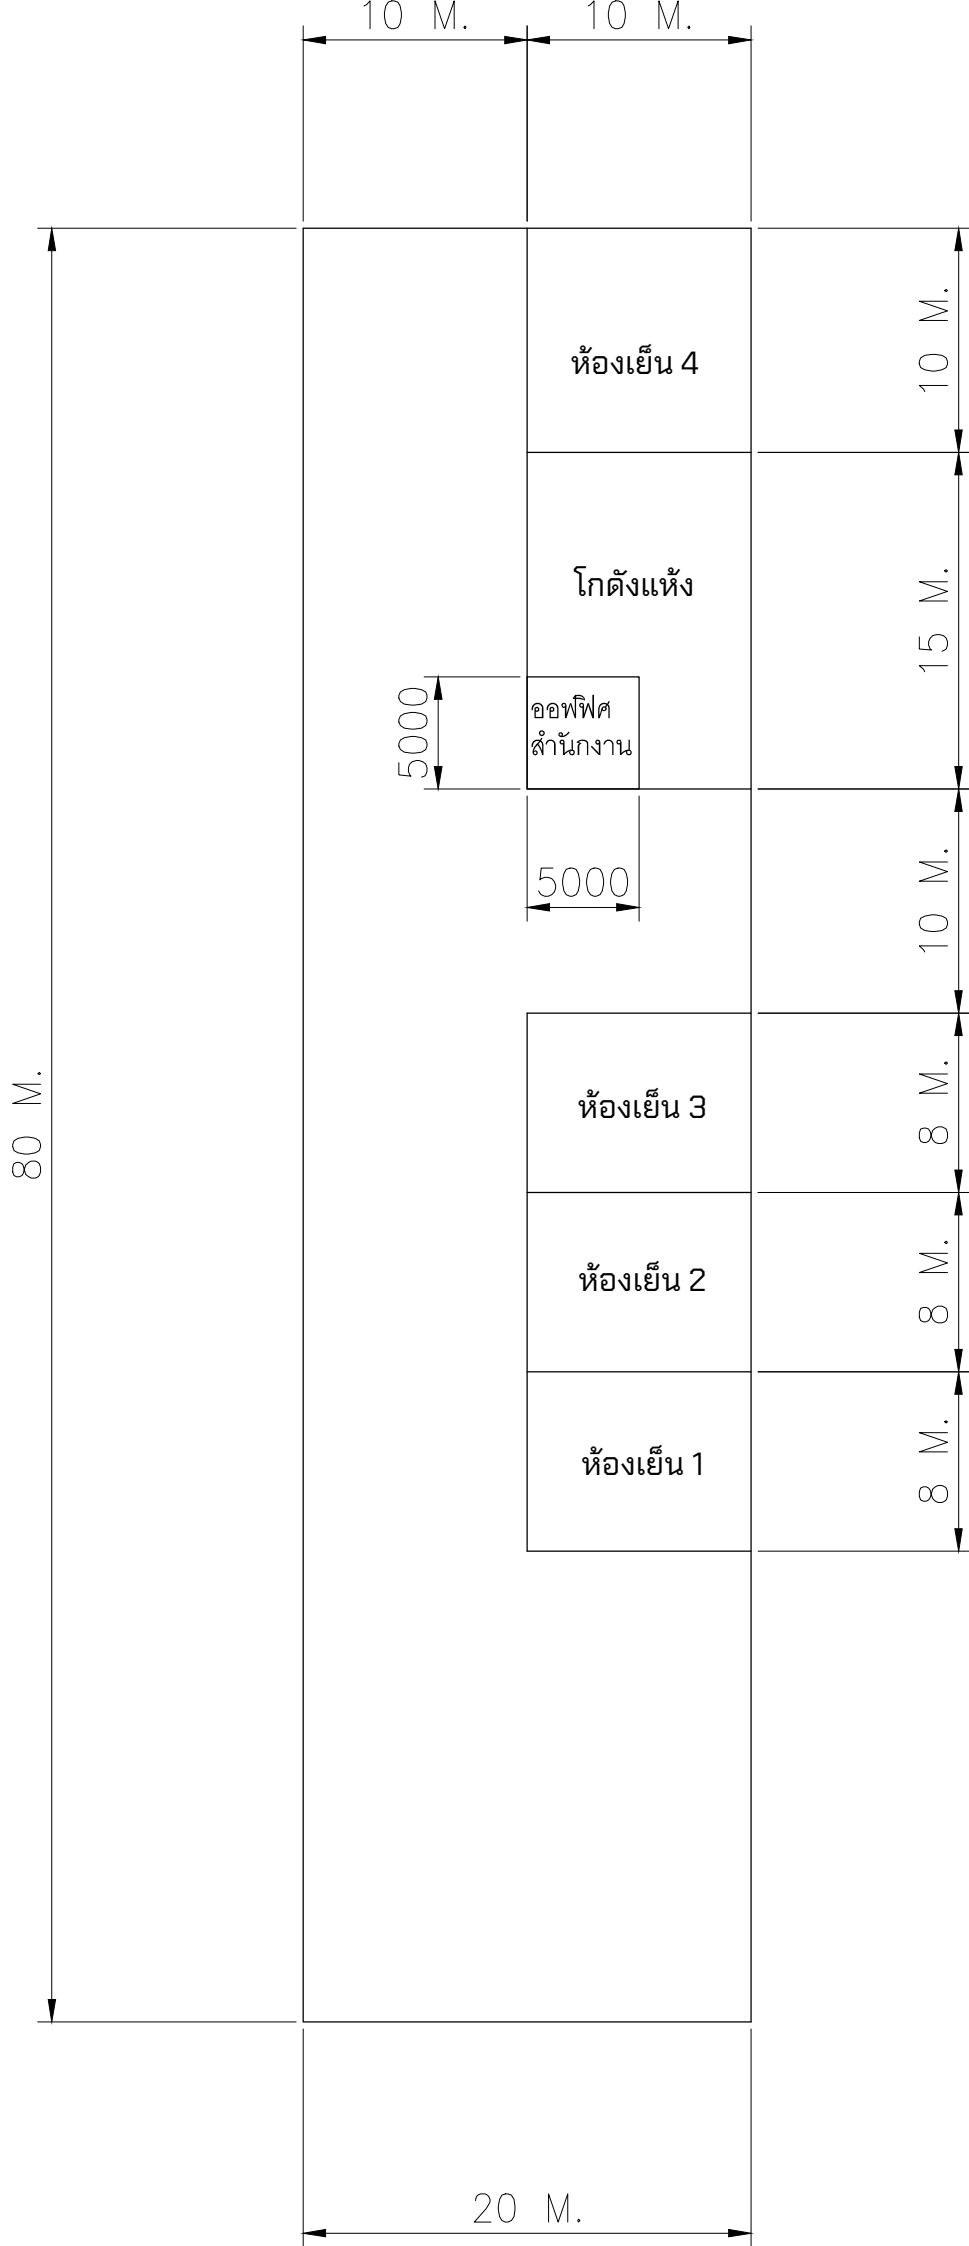 10 M.
10 M.
ห้องเย็น 4
10 M.
โกดังแห้ง
15 M.
ออฟฟิศ
สำนักงาน
5000
5000
10 M.
80 M.
ห้องเย็น 3
8 M.
ห้องเย็น 2
8 M.
ห้องเย็น 1
8 M.
20 M.